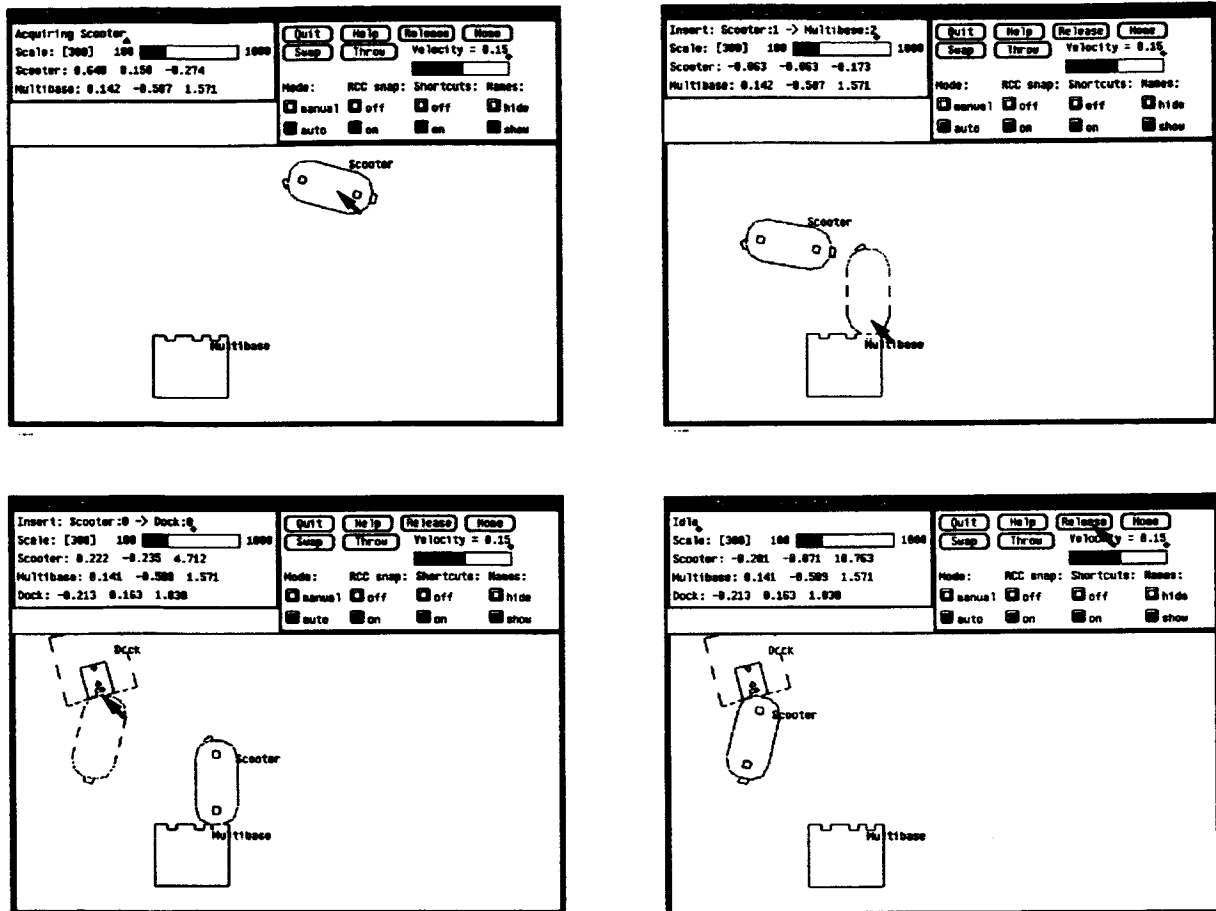 Acquiring Scooter
Scale: [300] 100 1000
Scooter: 0.640 0.150 -0.274
Multibase: 0.142 -0.507 1.571
Quit Help Release Home
Swap Throw Velocity = 0.15
Mode: RCC snap: Shortcuts: Names:
manual off off hide
auto on on show
Scooter
Multibase
Insert: Scooter:1 -> Multibase:2
Scale: [300] 100 1000
Scooter: -0.063 -0.063 -0.173
Multibase: 0.142 -0.507 1.571
Quit Help Release Home
Swap Throw Velocity = 0.15
Mode: RCC snap: Shortcuts: Names:
manual off off hide
auto on on show
Scooter
Multibase
Insert: Scooter:0 -> Dock:0
Scale: [300] 100 1000
Scooter: 0.222 -0.235 4.712
Multibase: 0.141 1.571
Dock: -0.213 0.163 1.830
Quit Help Release Home
Swap Throw Velocity = 0.15
Mode: RCC snap: Shortcuts: Names:
manual off off hide
auto on on show
Dock
Scooter
Multibase
Idle
Scale: [300] 100 1000
Scooter: -0.201 -0.071 10.763
Multibase: 0.141 -0.509 1.571
Dock: -0.213 0.163 1.830
Quit Help Release Home
Swap Throw Velocity = 0.15
Mode: RCC snap: Shortcuts: Names:
manual off off hide
auto on on show
Dock
Scooter
Multibase